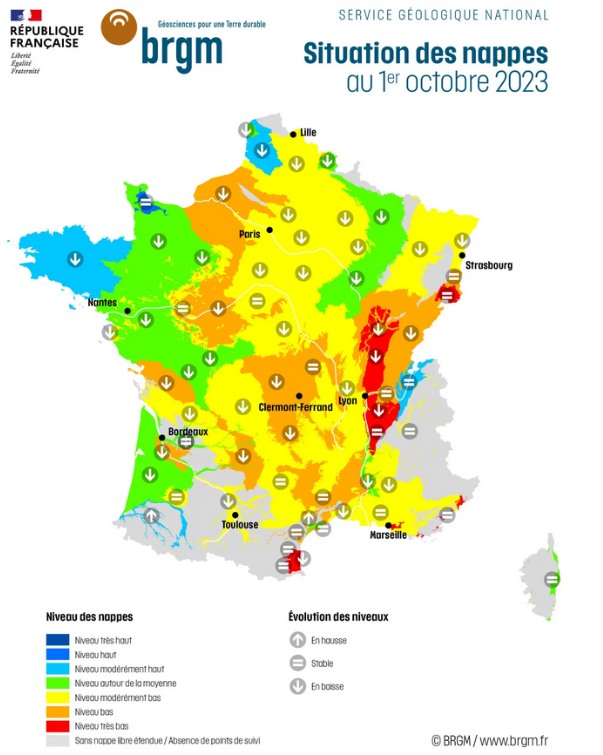 RÉPUBLIQUE
FRANÇAISE
Liberté
Égalité
Fraternité
Géosciences pour une Terre durable
brgm
SERVICE GÉOLOGIQUE NATIONAL
Situation des nappes
au 1er octobre 2023
Lille
Paris
Strasbourg
Nantes
Clermont-Ferrand
Lyon
Bordeaux
Toulouse
Marseille
Niveau des nappes
Niveau très haut
Niveau haut
Niveau modérément haut
Niveau autour de la moyenne
Niveau modérément bas
Niveau bas
Niveau très bas
Sans nappe libre étendue / Absence de points de suivi
Évolution des niveaux
En hausse
Stable
En baisse
© BRGM / www.brgm.fr